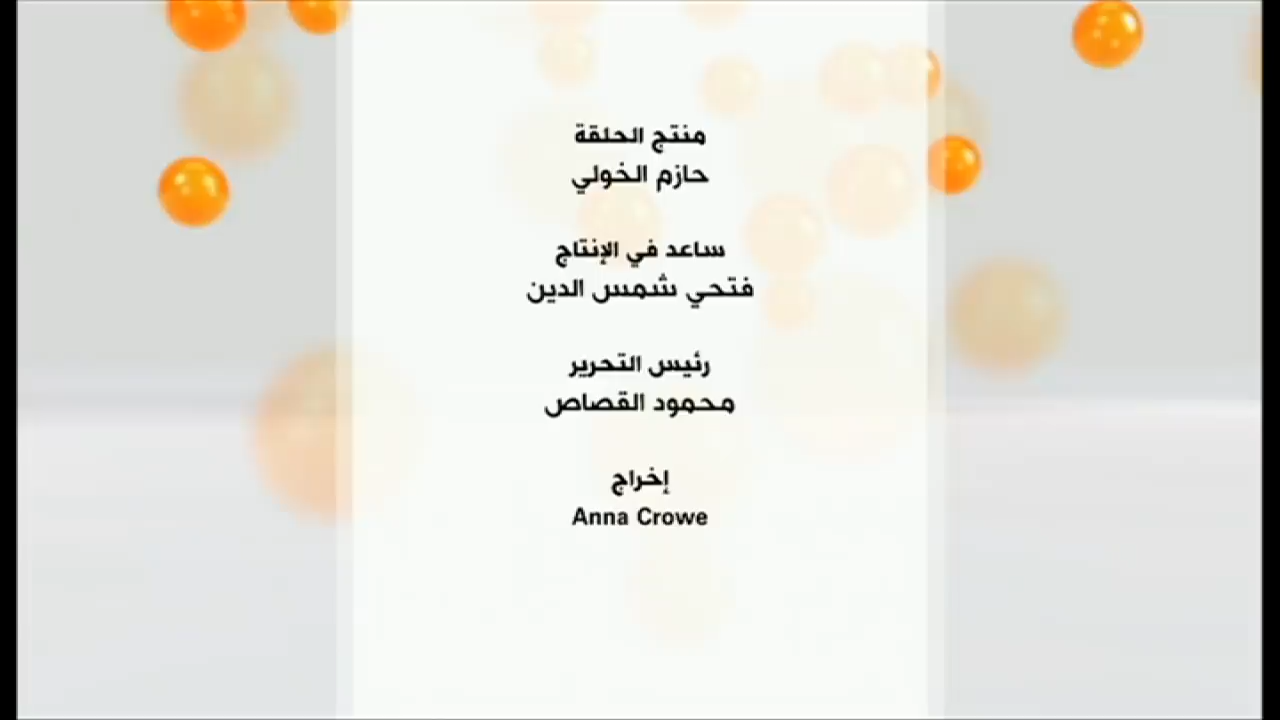 منتج الحلقة
حازم الخولي
ساعد في الإنتاج
فتحي شمس الدين
رئيس التحرير
محمود القصاص
إخراج
Anna Crowe